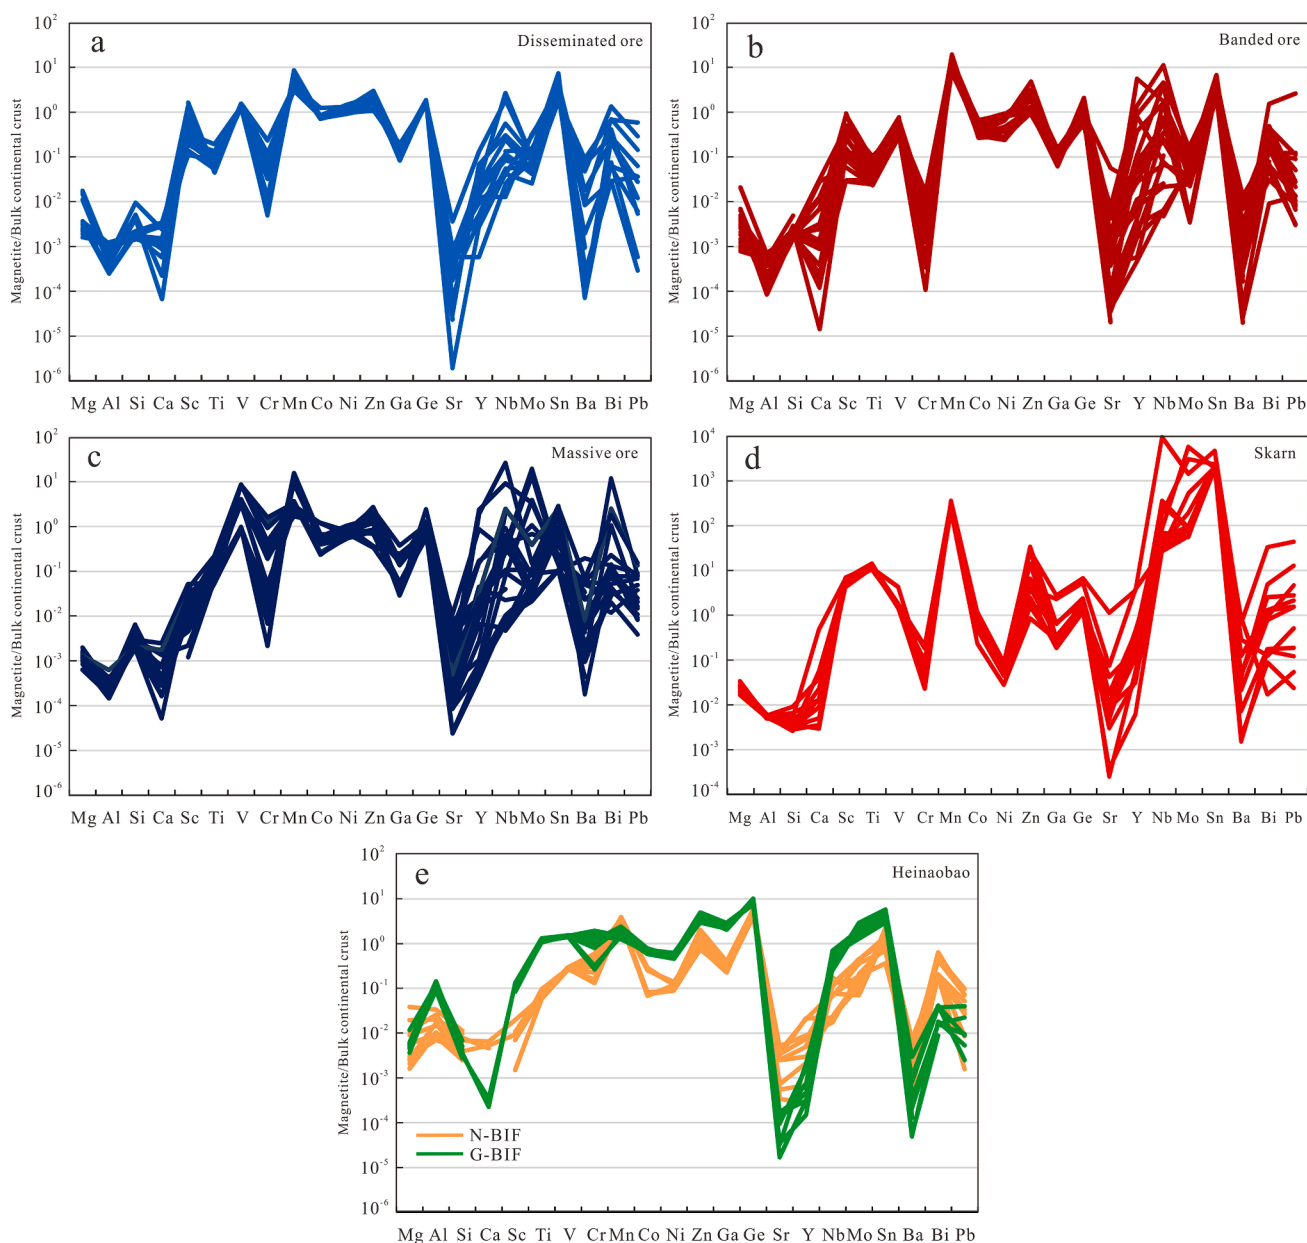 a
Disseminated ore
Magnetite/Bulk continental crust
10²
10¹
10⁰
10⁻¹
10⁻²
10⁻³
10⁻⁴
10⁻⁵
10⁻⁶
Mg Al Si Ca Sc Ti V Cr Mn Co Ni Zn Ga Ge Sr Y Nb Mo Sn Ba Bi Pb
b
Banded ore
Magnetite/Bulk continental crust
10²
10¹
10⁰
10⁻¹
10⁻²
10⁻³
10⁻⁴
10⁻⁵
10⁻⁶
Mg Al Si Ca Sc Ti V Cr Mn Co Ni Zn Ga Ge Sr Y Nb Mo Sn Ba Bi Pb
c
Massive ore
Magnetite/Bulk continental crust
10²
10¹
10⁰
10⁻¹
10⁻²
10⁻³
10⁻⁴
10⁻⁵
10⁻⁶
Mg Al Si Ca Sc Ti V Cr Mn Co Ni Zn Ga Ge Sr Y Nb Mo Sn Ba Bi Pb
d
Skarn
Magnetite/Bulk continental crust
10⁴
10³
10²
10¹
10⁰
10⁻¹
10⁻²
10⁻³
10⁻⁴
Mg Al Si Ca Sc Ti V Cr Mn Co Ni Zn Ga Ge Sr Y Nb Mo Sn Ba Bi Pb
e
Heinaobao
Magnetite/Bulk continental crust
10²
10¹
10⁰
10⁻¹
10⁻²
10⁻³
10⁻⁴
10⁻⁵
10⁻⁶
N-BIF
G-BIF
Mg Al Si Ca Sc Ti V Cr Mn Co Ni Zn Ga Ge Sr Y Nb Mo Sn Ba Bi Pb